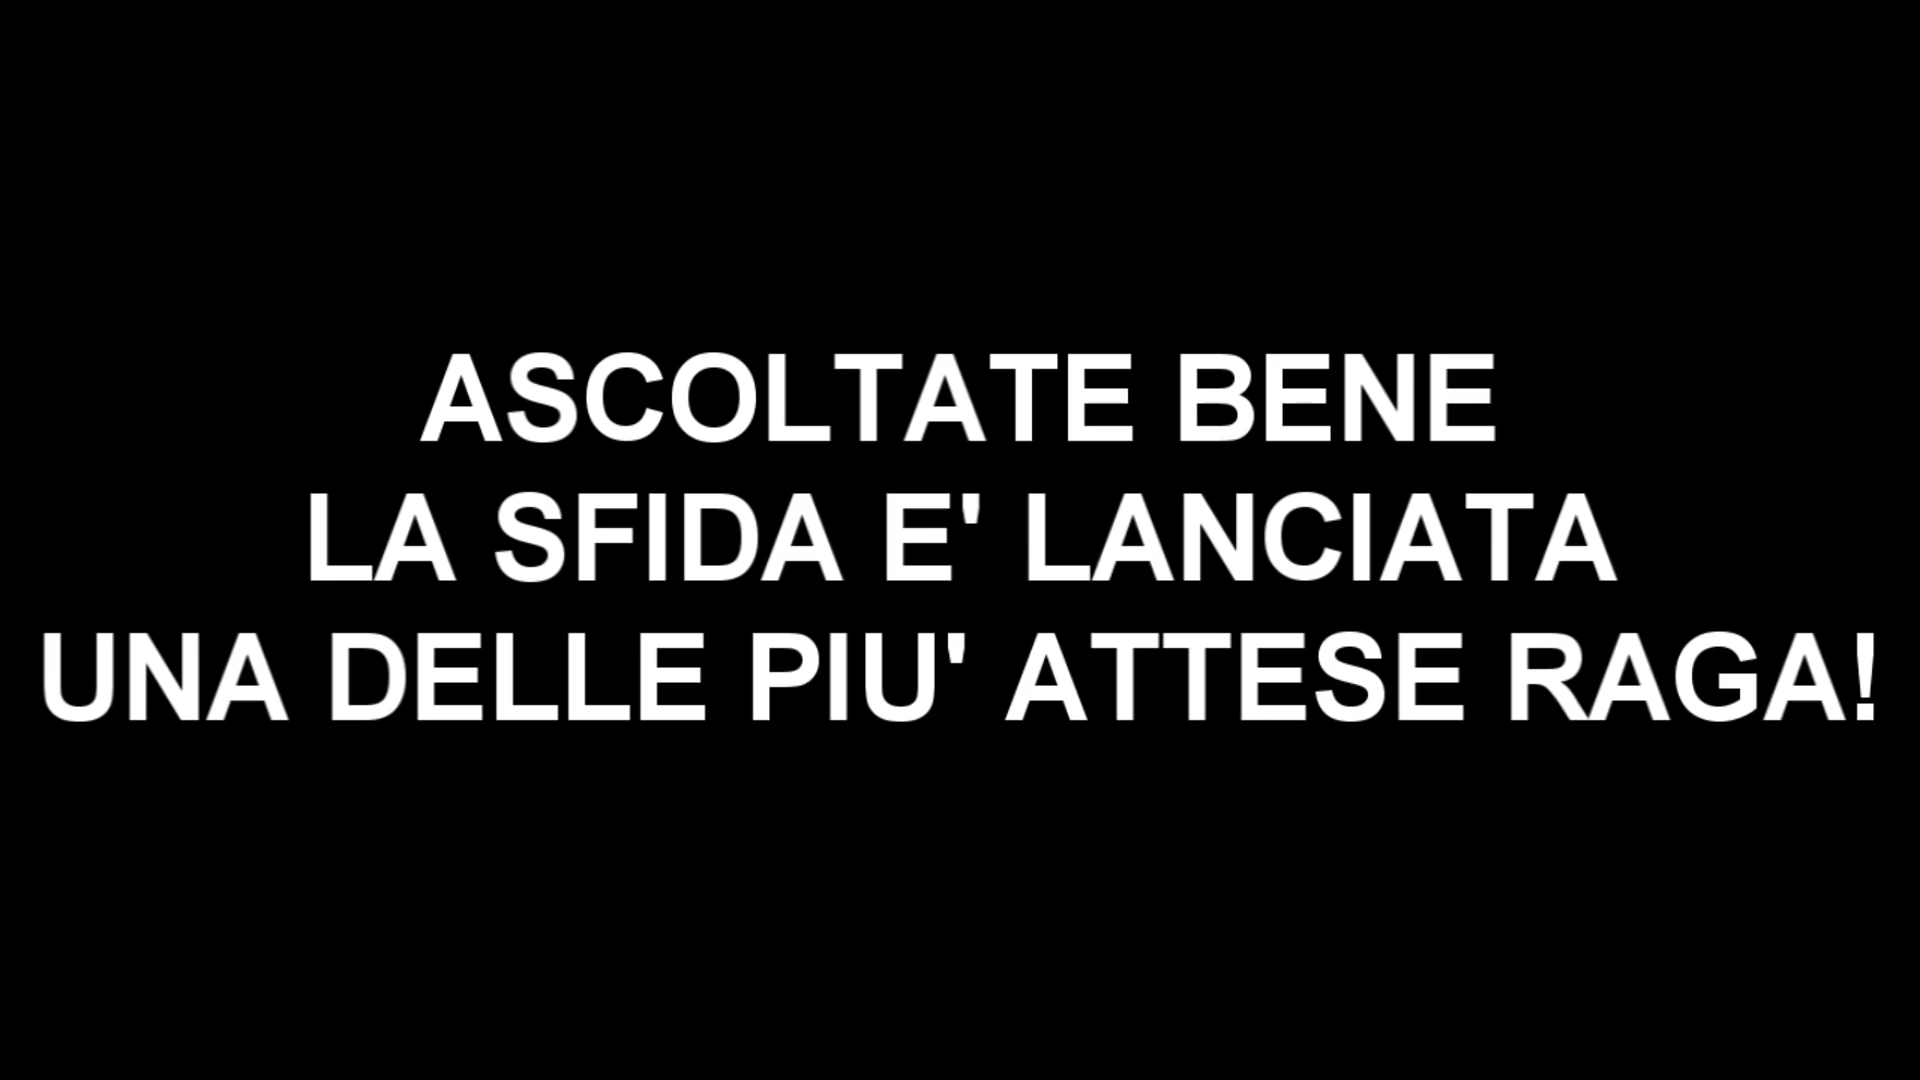 ASCOLTATE BENE
LA SFIDA E' LANCIATA
UNA DELLE PIU' ATTESE RAGA!